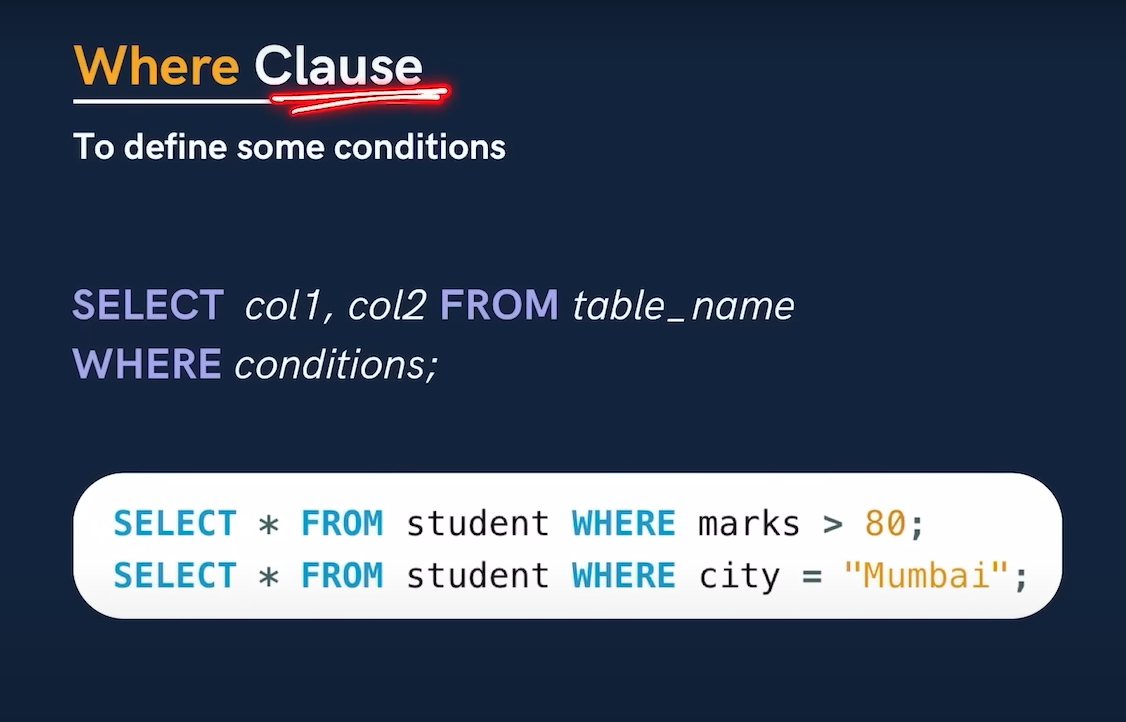 Where Clause
To define some conditions
SELECT col1, col2 FROM table_name
WHERE conditions;
SELECT * FROM student WHERE marks > 80;
SELECT * FROM student WHERE city = "Mumbai";